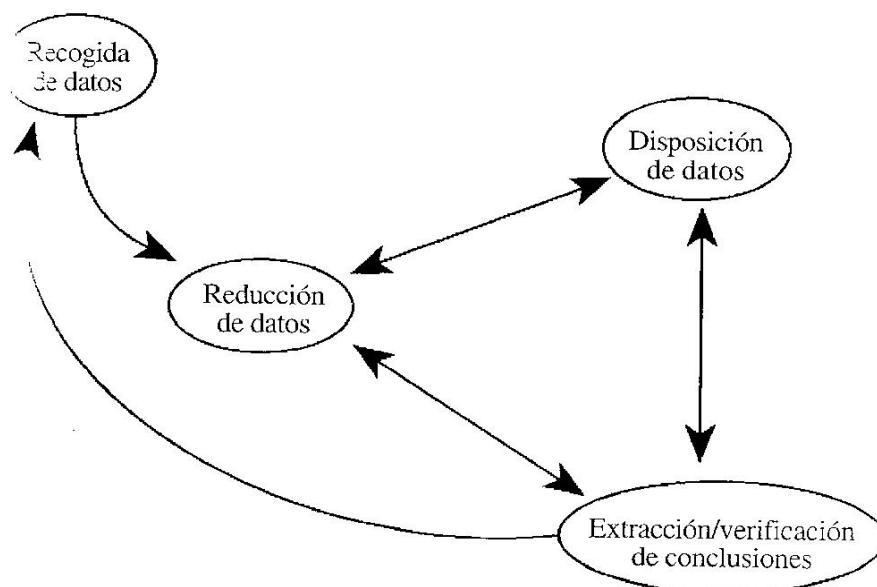 Recogida
de datos
Disposición
de datos
Reducción
de datos
Extracción/verificación
de conclusiones